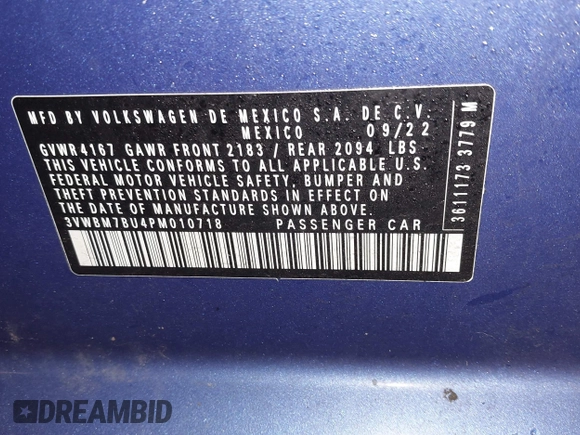 MFD BY VOLKSWAGEN DE MEXICO S.A. DE C.V.
MEXICO 09/22
GVWR 4167 GAWR FRONT 2183 / REAR 2094 LBS
THIS VEHICLE CONFORMS TO ALL APPLICABLE U.S.
FEDERAL MOTOR VEHICLE SAFETY, BUMPER AND
THEFT PREVENTION STANDARDS IN EFFECT ON
THE DATE OF MANUFACTURE SHOWN ABOVE.
3VWBM7BU4PM010718 PASSENGER CAR
3611173 3779 M
DREAMBID